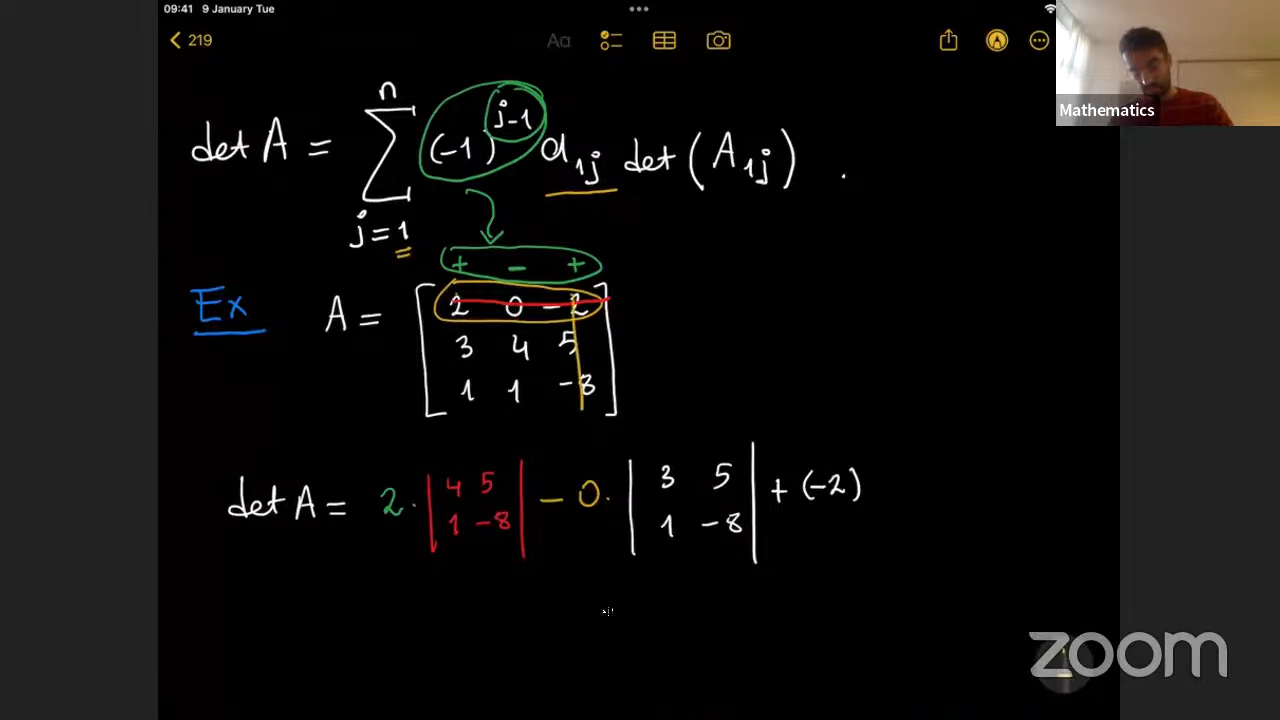 09:41 9 January Tue
219
Aa
Mathematics
det A = n ∑ j=1 (-1)^{j-1} a_{1j} det(A_{1j}) .
+ - +
Ex A = [ 2 0 -2
3 4 5
1 1 -8 ]
det A = 2 · | 4 5 | - 0 · | 3 5 | + (-2)
| 1 -8 | | 1 -8 |
zoom